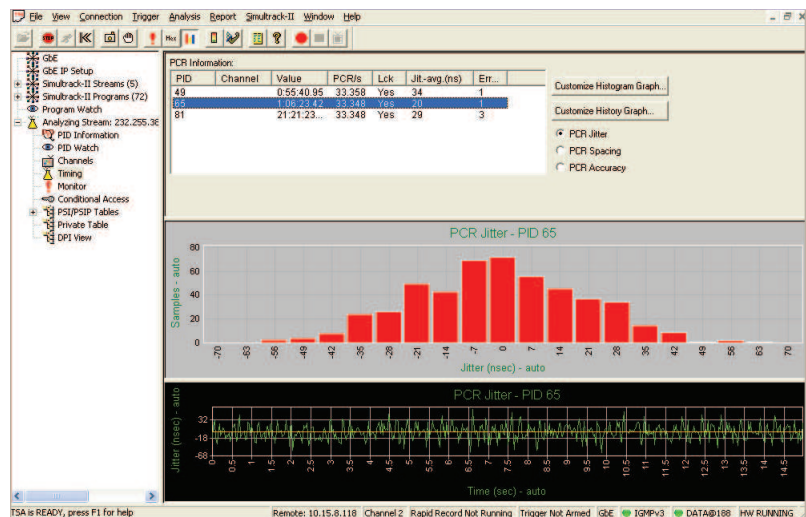 File View Connection Trigger Analysis Report Simultrack-II Window Help
STOP Hex
GbE
GbE IP Setup
Simultrack-II Streams (5)
Simultrack-II Programs (72)
Program Watch
Analyzing Stream: 232.255.38
PID Information
PID Watch
Channels
Timing
Monitor
Conditional Access
PSI/PSIP Tables
Private Table
DPI View
PCR Information:
PID Channel Value PCR/s Lck Jit.-avg.(ns) Err...
49 0:55:40.95 33.358 Yes 34 1
65 1:06:23.42 33.348 Yes 20 1
81 21:21:23... 33.348 Yes 29 3
Customize Histogram Graph...
Customize History Graph...
PCR Jitter
PCR Spacing
PCR Accuracy
PCR Jitter - PID 65
Samples - auto
80
60
40
20
0
-70 -63 -56 -49 -42 -35 -28 -21 -14 -7 0 7 14 21 28 35 42 49 56 63 70
Jitter (nsec) - auto
PCR Jitter - PID 65
Jitter (nsec) - auto
32
-18
-68
0 0.5 1 1.5 2 2.5 3 3.5 4 4.5 5 5.5 6 6.5 7 7.5 8 8.5 9 9.5 10 10.5 11 11.5 12 12.5 13 13.5 14 14.5
Time (sec) - auto
TSA is READY, press F1 for help Remote: 10.15.8.118 Channel 2 Rapid Record Not Running Trigger Not Armed GbE IGMPv3 DATA@188 HW RUNNING